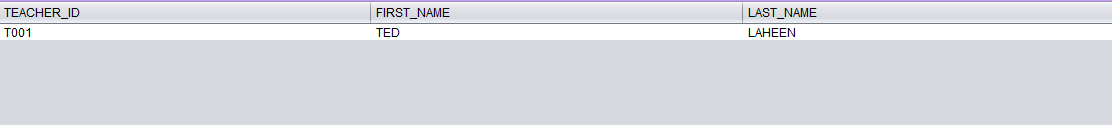 TEACHER_ID FIRST_NAME LAST_NAME
T001 TED LAHEEN